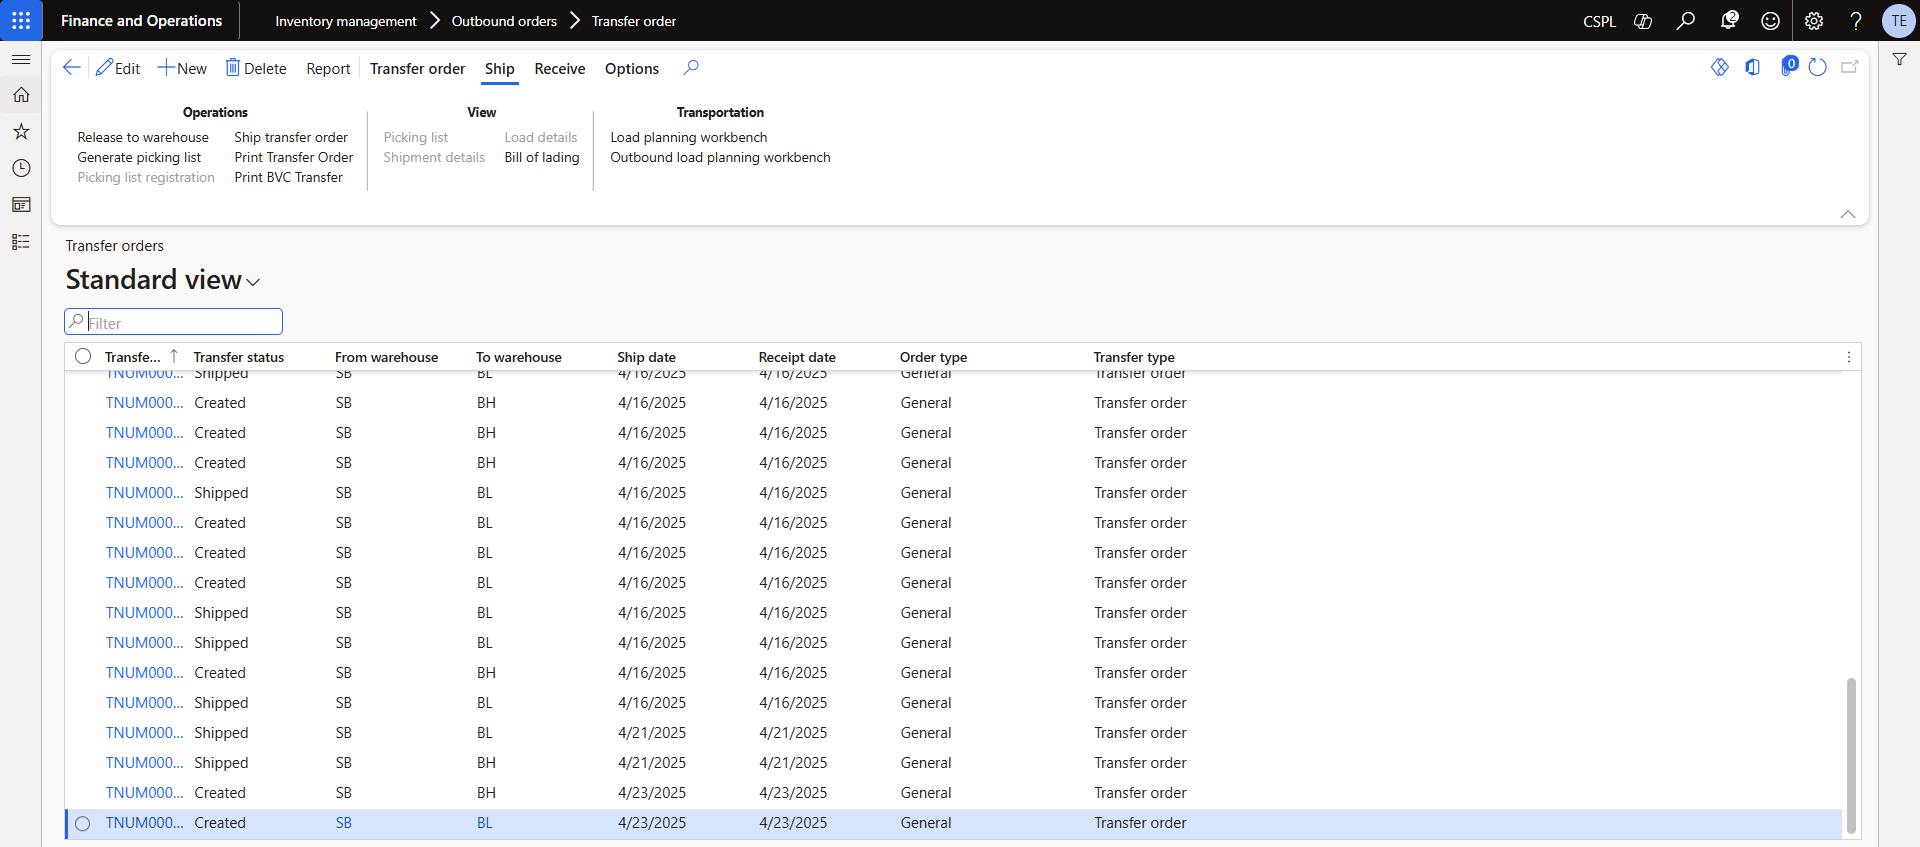 Finance and Operations
Inventory management > Outbound orders > Transfer order
CSPL
2
TE
Edit New Delete Report Transfer order Ship Receive Options
0
Operations
Release to warehouse
Generate picking list
Picking list registration
Ship transfer order
Print Transfer Order
Print BVC Transfer
View
Picking list
Shipment details
Load details
Bill of lading
Transportation
Load planning workbench
Outbound load planning workbench
Transfer orders
Standard view
Filter
Transfe... ↑ Transfer status From warehouse To warehouse Ship date Receipt date Order type Transfer type
TNUM000... Shipped SB BL 4/16/2025 4/16/2025 General Transfer order
TNUM000... Created SB BH 4/16/2025 4/16/2025 General Transfer order
TNUM000... Created SB BH 4/16/2025 4/16/2025 General Transfer order
TNUM000... Created SB BH 4/16/2025 4/16/2025 General Transfer order
TNUM000... Shipped SB BL 4/16/2025 4/16/2025 General Transfer order
TNUM000... Created SB BL 4/16/2025 4/16/2025 General Transfer order
TNUM000... Created SB BL 4/16/2025 4/16/2025 General Transfer order
TNUM000... Created SB BL 4/16/2025 4/16/2025 General Transfer order
TNUM000... Shipped SB BL 4/16/2025 4/16/2025 General Transfer order
TNUM000... Shipped SB BL 4/16/2025 4/16/2025 General Transfer order
TNUM000... Created SB BH 4/16/2025 4/16/2025 General Transfer order
TNUM000... Shipped SB BL 4/16/2025 4/16/2025 General Transfer order
TNUM000... Shipped SB BL 4/21/2025 4/21/2025 General Transfer order
TNUM000... Shipped SB BH 4/21/2025 4/21/2025 General Transfer order
TNUM000... Created SB BH 4/23/2025 4/23/2025 General Transfer order
TNUM000... Created SB BL 4/23/2025 4/23/2025 General Transfer order